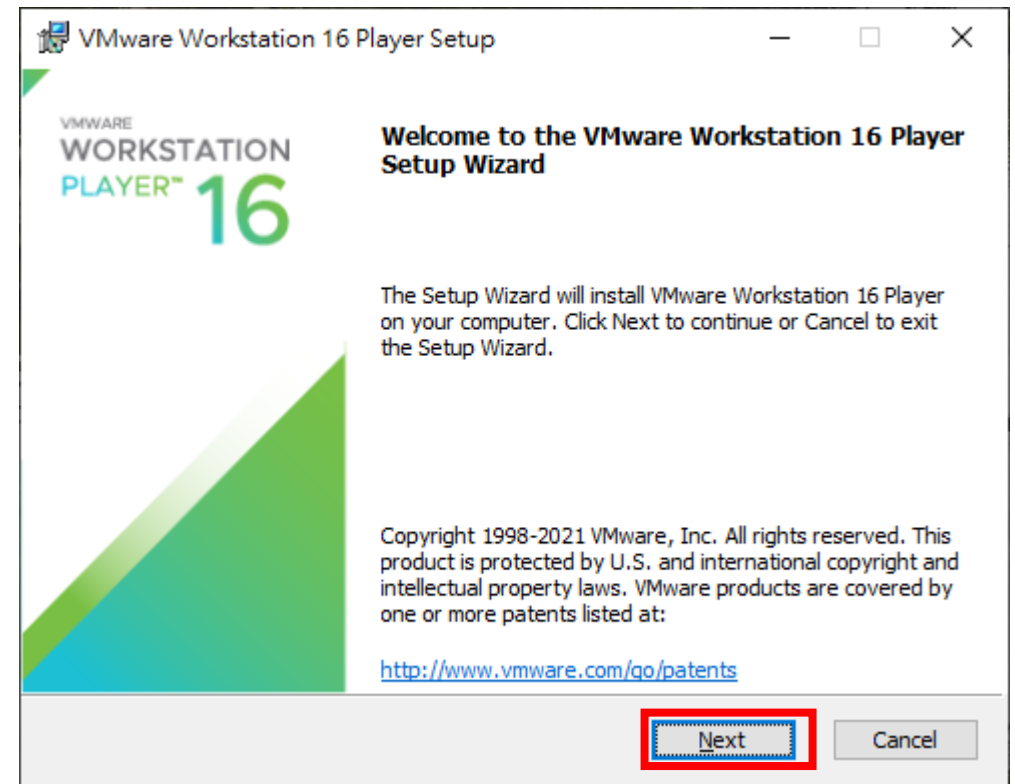 VMware Workstation 16 Player Setup
VMWARE
WORKSTATION
PLAYER™ 16
Welcome to the VMware Workstation 16 Player
Setup Wizard
The Setup Wizard will install VMware Workstation 16 Player
on your computer. Click Next to continue or Cancel to exit
the Setup Wizard.
Copyright 1998-2021 VMware, Inc. All rights reserved. This
product is protected by U.S. and international copyright and
intellectual property laws. VMware products are covered by
one or more patents listed at:
http://www.vmware.com/go/patents
Next
Cancel